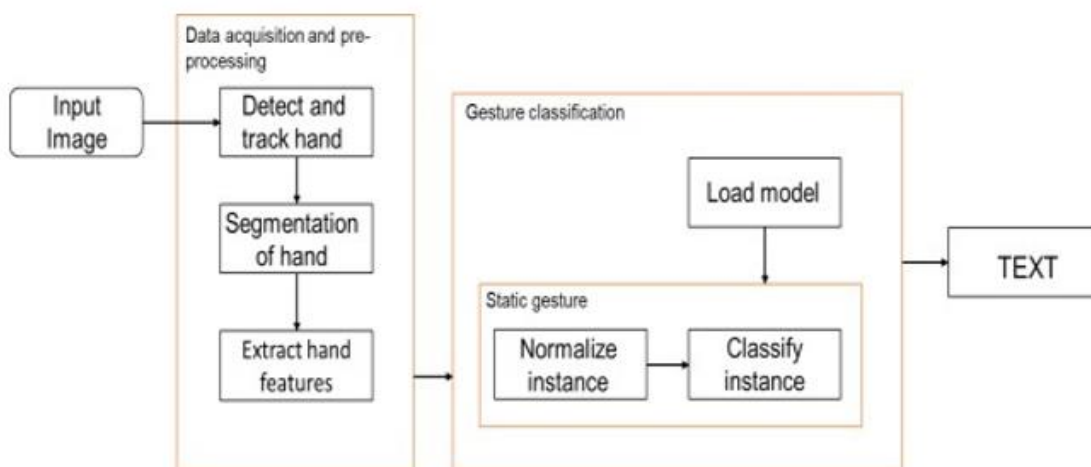 Data acquisition and pre-
processing
Input
Image
Detect and
track hand
Segmentation
of hand
Extract hand
features
Gesture classification
Load model
Static gesture
Normalize
instance
Classify
instance
TEXT